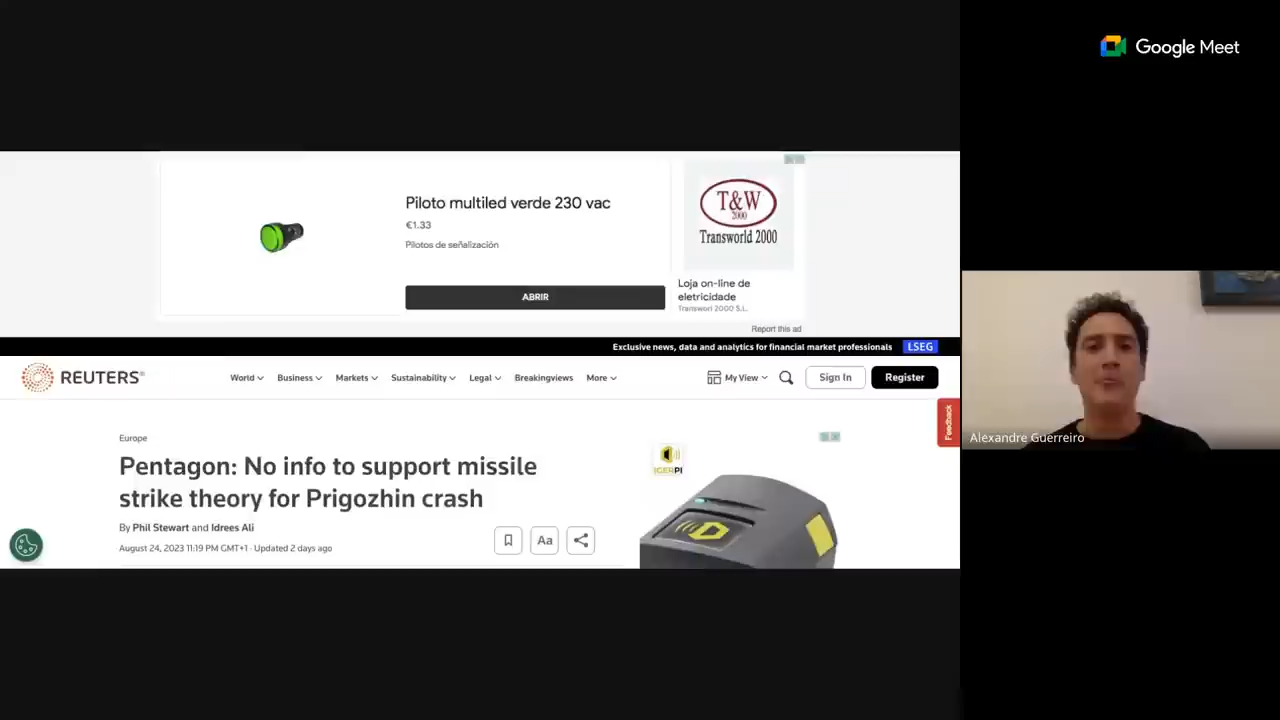 Google Meet
Piloto multiled verde 230 vac
€1.33
Pilotos de señalización
ABRIR
T&W
2000
Transworld 2000
Loja on-line de
eletricidade
Transworl 2000 S.L.
Report this ad
Exclusive news, data and analytics for financial market professionals LSEG
REUTERS
World Business Markets Sustainability Legal Breakingviews More My View Sign In Register
Feedback
Europe
Pentagon: No info to support missile
strike theory for Prigozhin crash
By Phil Stewart and Idrees Ali
August 24, 2023 11:19 PM GMT+1 · Updated 2 days ago
Aa
IGERPI
Alexandre Guerreiro